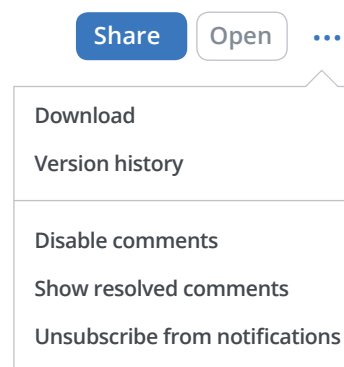 Share Open ...
Download
Version history
Disable comments
Show resolved comments
Unsubscribe from notifications